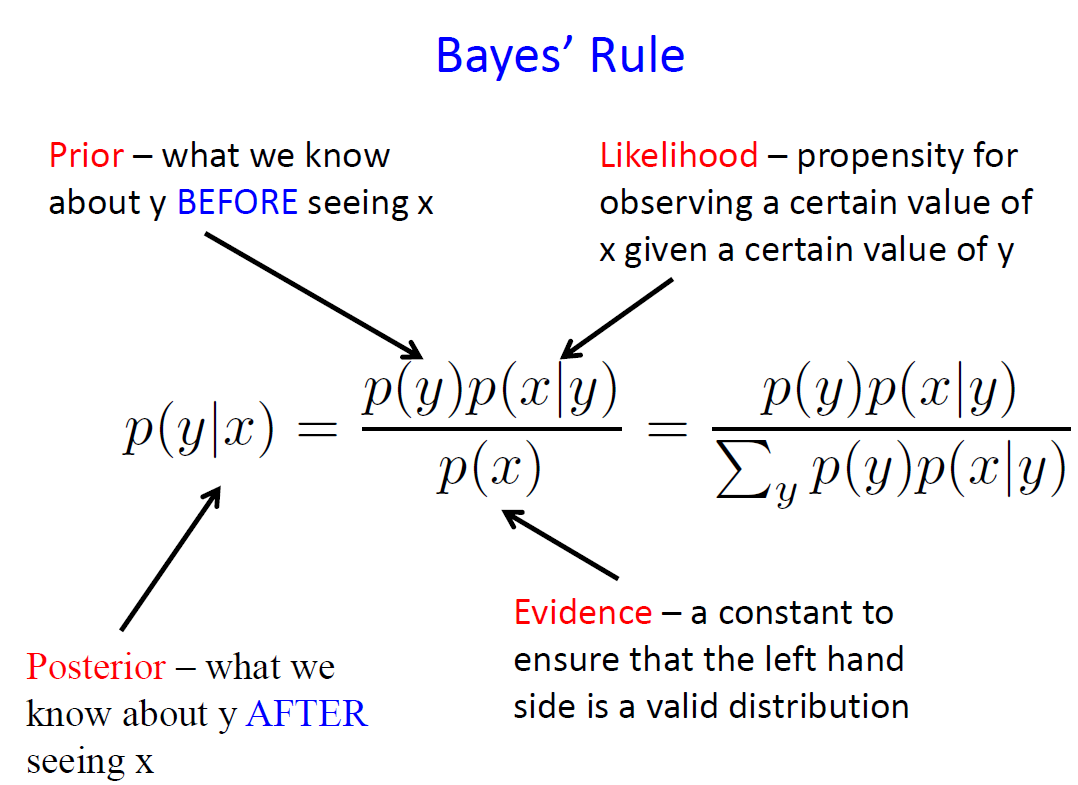 Bayes’ Rule
Prior – what we know
about y BEFORE seeing x
Likelihood – propensity for
observing a certain value of
x given a certain value of y
p(y|x) = p(y)p(x|y) / p(x) = p(y)p(x|y) / ∑_y p(y)p(x|y)
Evidence – a constant to
ensure that the left hand
side is a valid distribution
Posterior – what we
know about y AFTER
seeing x